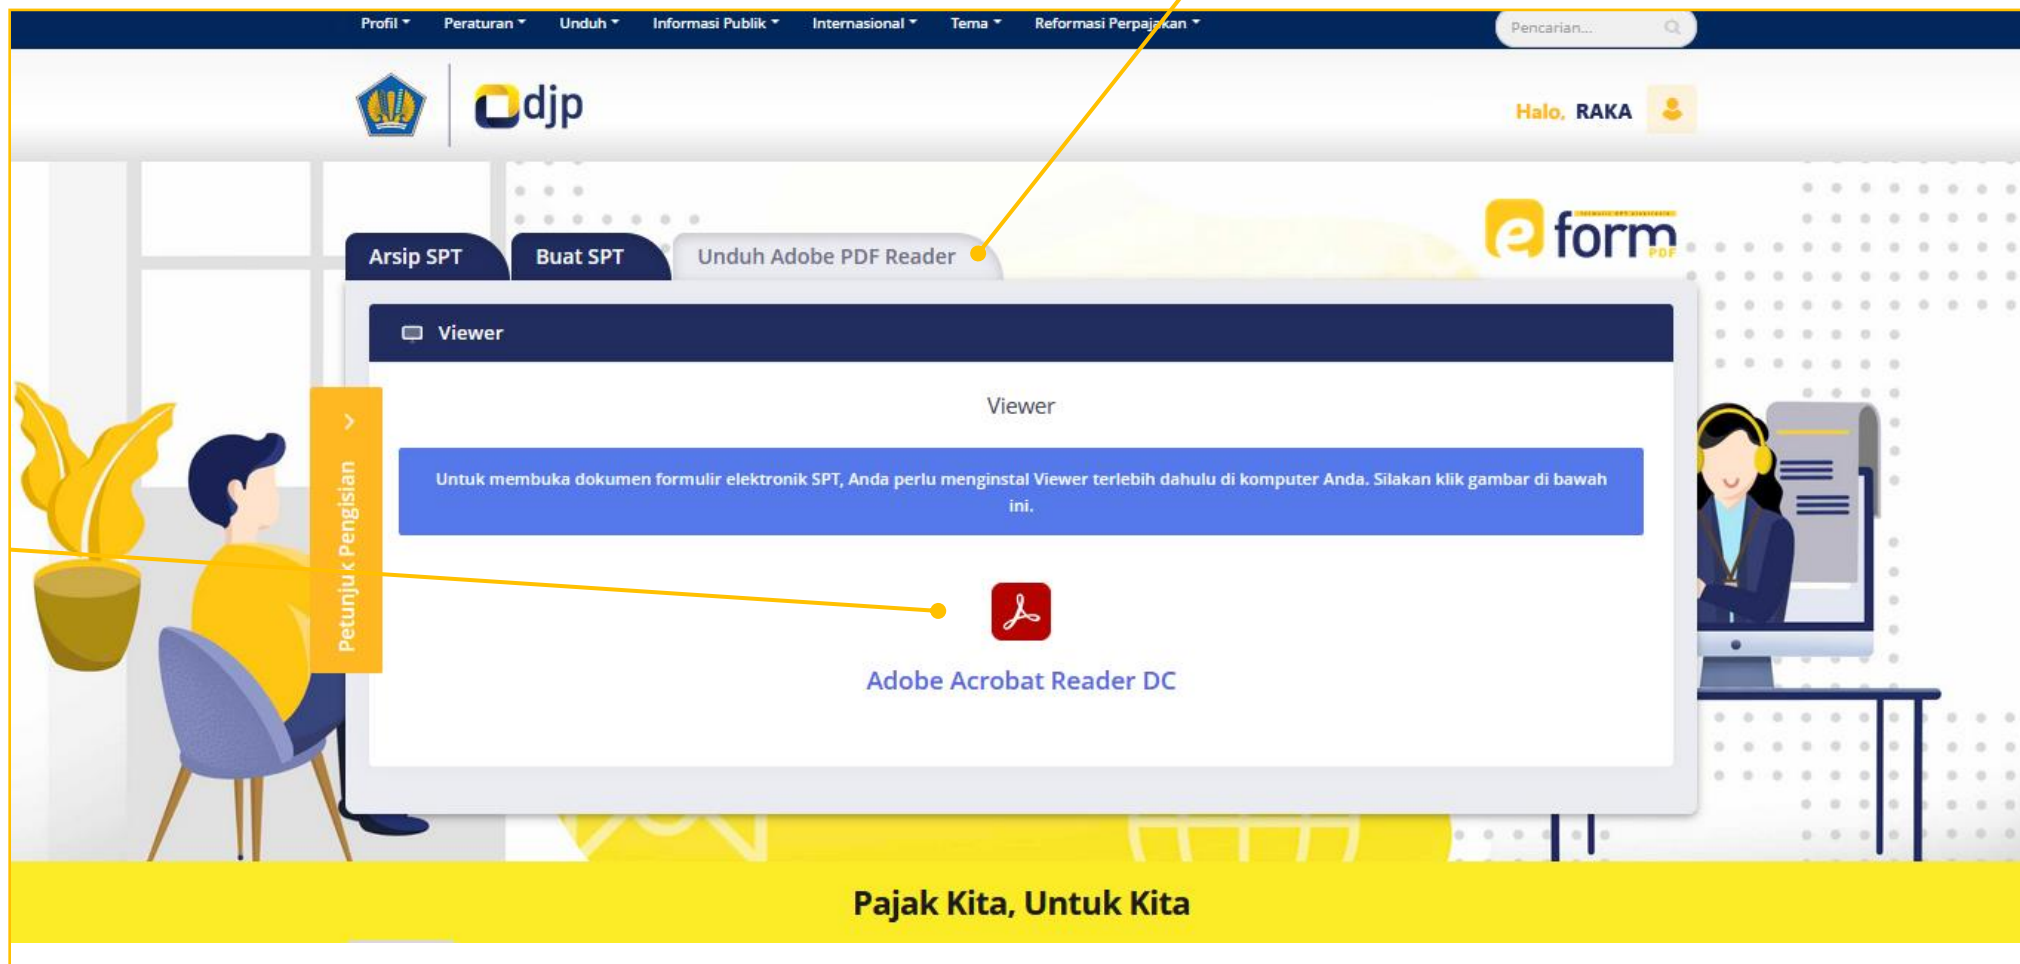 Profil Peraturan Unduh Informasi Publik Internasional Tema Reformasi Perpajakan Pencarian...
djp
Halo, RAKA
e form
PDF
Arsip SPT Buat SPT Unduh Adobe PDF Reader
Viewer
Viewer
Petunjuk Pengisian
Untuk membuka dokumen formulir elektronik SPT, Anda perlu menginstal Viewer terlebih dahulu di komputer Anda. Silakan klik gambar di bawah
ini.
Adobe Acrobat Reader DC
Pajak Kita, Untuk Kita